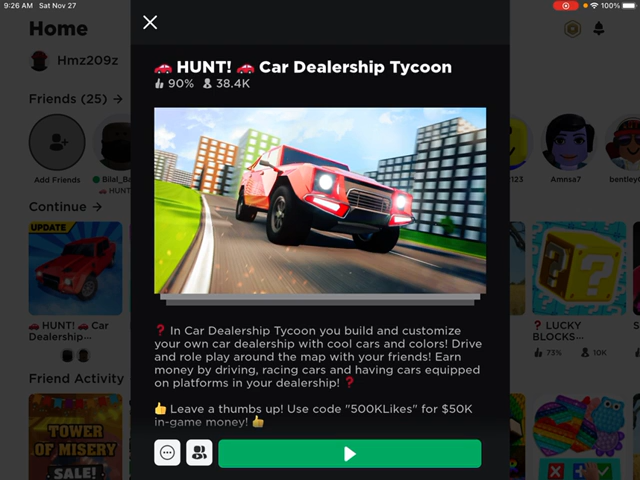 9:26 AM Sat Nov 27
100%
Home
Hmz209z
Friends (25) →
Add Friends
Bilal_Ba
🚗 HUNT
123
Amnsa7
bentley
Continue →
UPDATE
🚗 HUNT! 🚗 Car
Dealership...
❓ LUCKY
BLOCKS...
73% 10K
Friend Activity
TOWER
OF MISERY
SALE!
🚗 HUNT! 🚗 Car Dealership Tycoon
90% 38.4K
❓ In Car Dealership Tycoon you build and customize
your own car dealership with cool cars and colors! Drive
and role play around the map with your friends! Earn
money by driving, racing cars and having cars equipped
on platforms in your dealership! ❓
👍 Leave a thumbs up! Use code "500KLikes" for $50K
in-game money! 👍